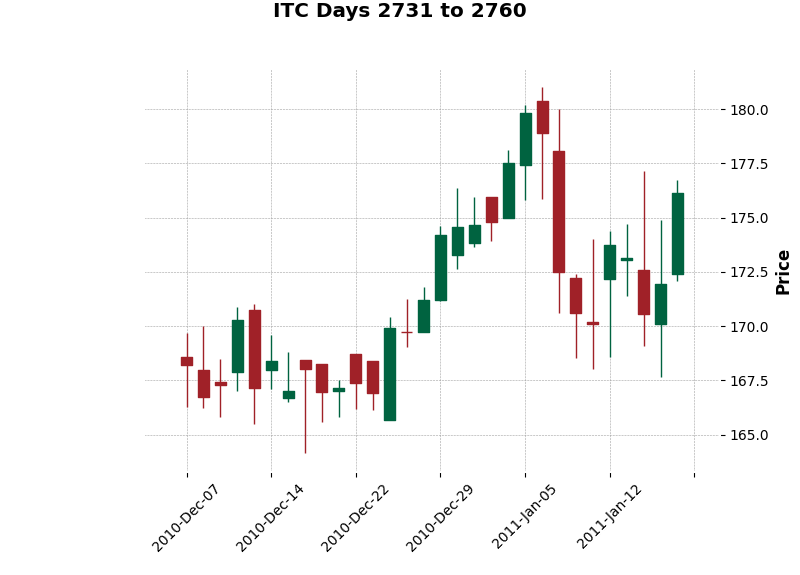 ITC Days 2731 to 2760
180.0
177.5
175.0
172.5
170.0
167.5
165.0
Price
2010-Dec-07
2010-Dec-14
2010-Dec-22
2010-Dec-29
2011-Jan-05
2011-Jan-12